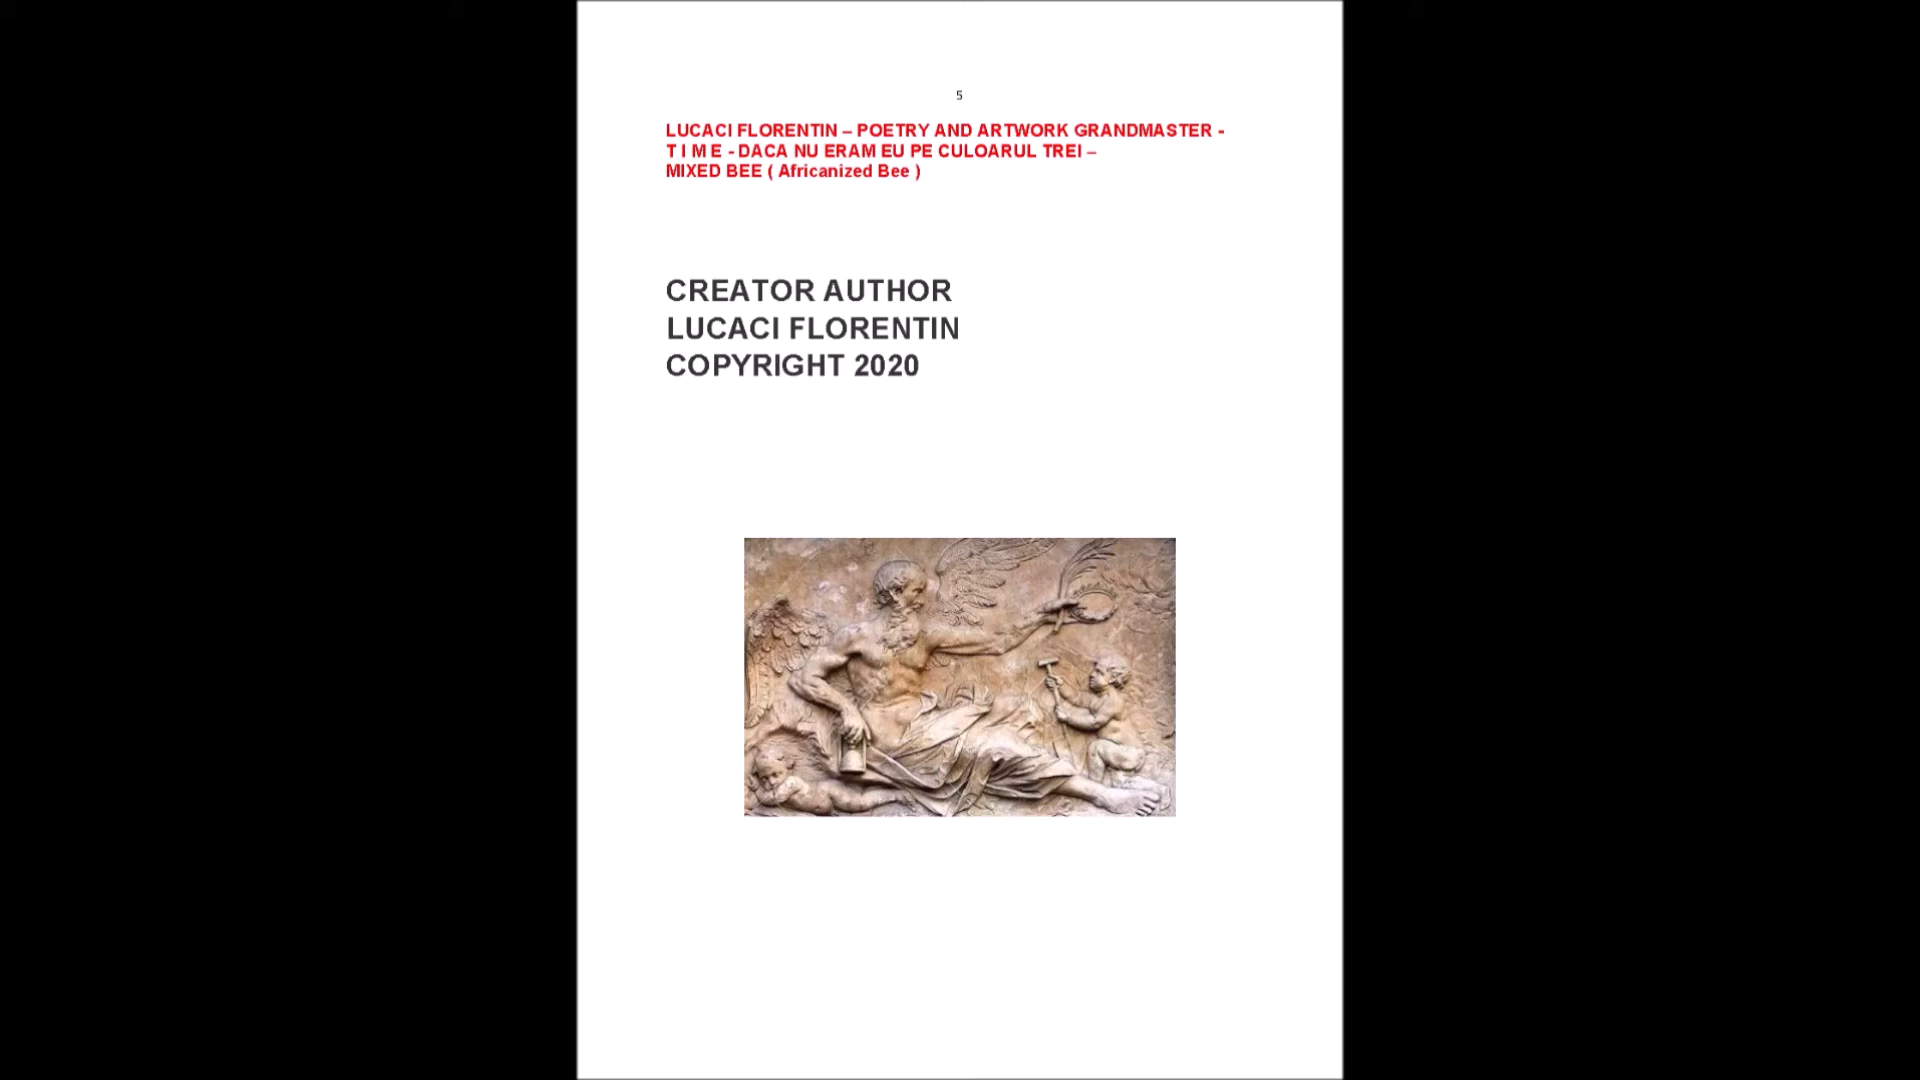 5
LUCACI FLORENTIN – POETRY AND ARTWORK GRANDMASTER -
T I M E - DACA NU ERAM EU PE CULOARUL TREI –
MIXED BEE ( Africanized Bee )
CREATOR AUTHOR
LUCACI FLORENTIN
COPYRIGHT 2020